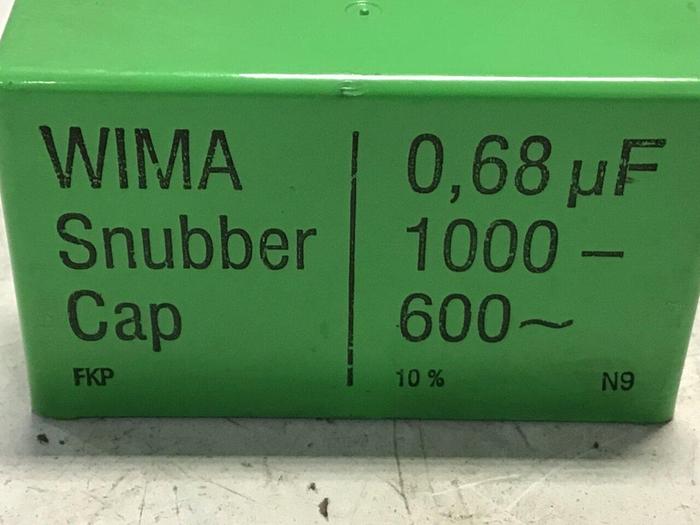 WIMA
Snubber
Cap
FKP
0,68 µF
1000 –
600~
10 %
N9